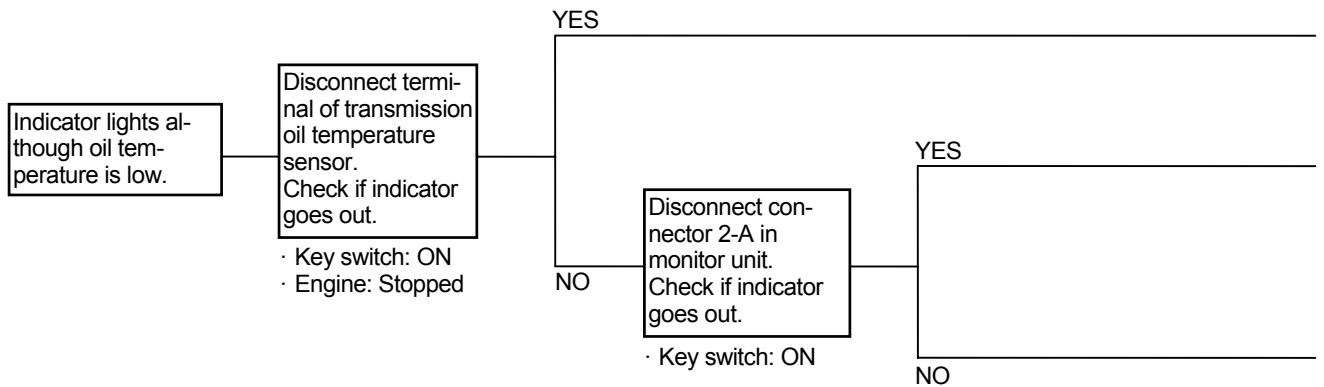 YES
Disconnect termi-
nal of transmission
oil temperature
sensor.
Check if indicator
goes out.
Indicator lights al-
though oil tem-
perature is low.
· Key switch: ON
· Engine: Stopped
NO
YES
Disconnect con-
nector 2-A in
monitor unit.
Check if indicator
goes out.
· Key switch: ON
NO